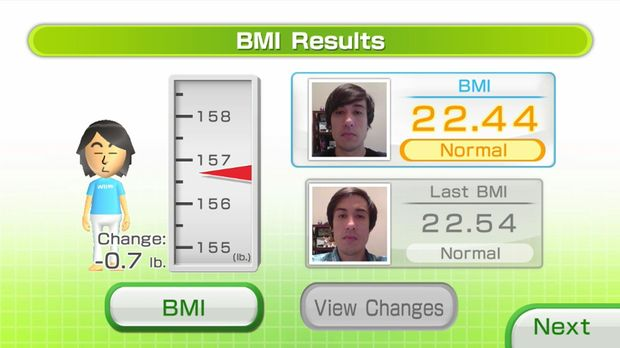 BMI Results
158
157
156
155
(lb.)
Change:
-0.7 lb.
BMI
22.44
Normal
Last BMI
22.54
Normal
BMI
View Changes
Next